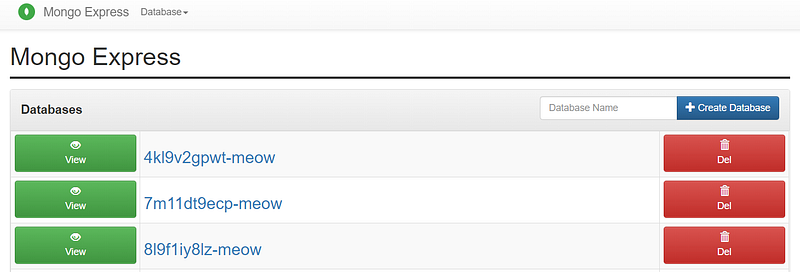 Mongo Express Database
Mongo Express
Databases Database Name Create Database
View 4kl9v2gpwt-meow Del
View 7m11dt9ecp-meow Del
View 8l9f1iy8lz-meow Del